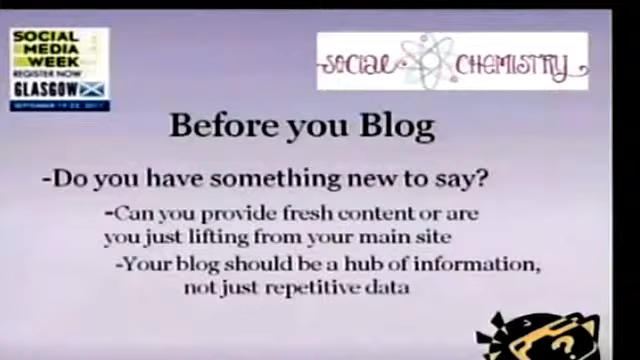 SOCIAL
MEDIA
WEEK
REGISTER NOW
GLASGOW
SOCIAL CHEMISTRY
Before you Blog
-Do you have something new to say?
-Can you provide fresh content or are
you just lifting from your main site
-Your blog should be a hub of information,
not just repetitive data
?